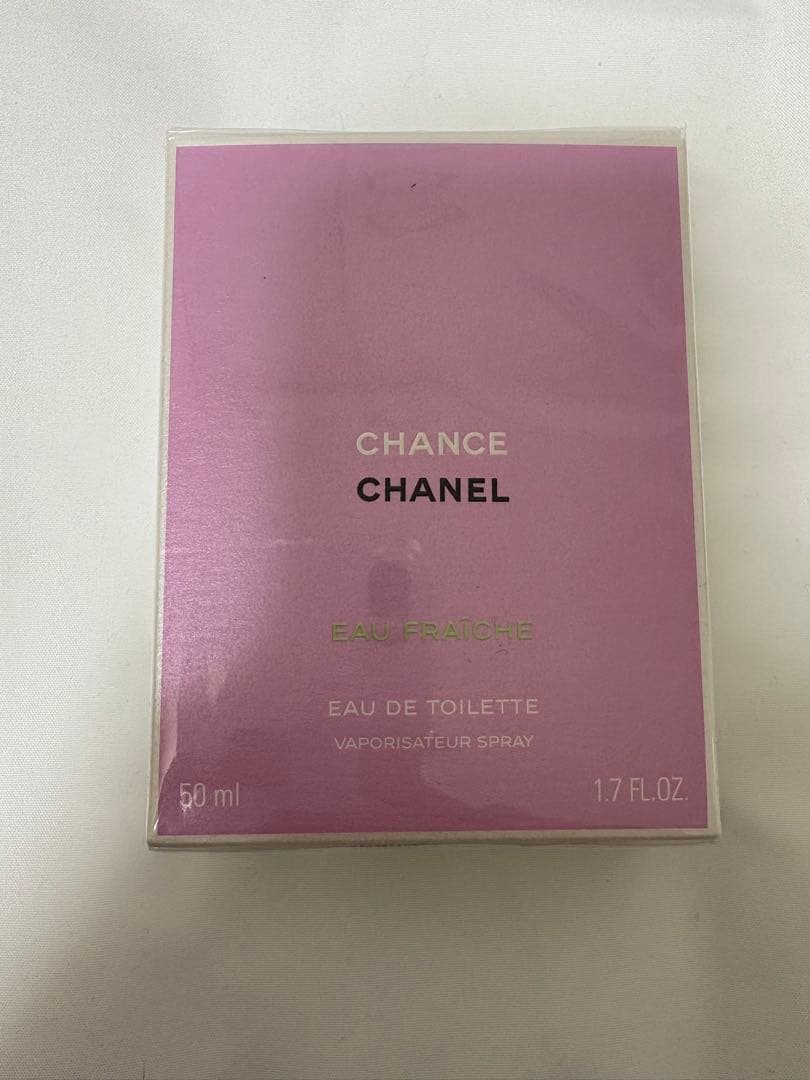 CHANCE
CHANEL
EAU FRAÎCHE
EAU DE TOILETTE
VAPORISATEUR SPRAY
50 ml
1.7 FL.OZ.